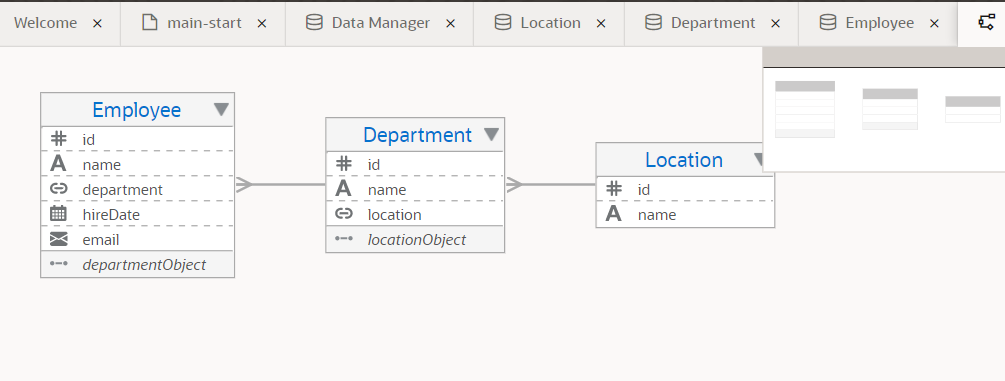 Welcome
main-start
Data Manager
Location
Department
Employee
Employee
id
name
department
hireDate
email
departmentObject
Department
id
name
location
locationObject
Location
id
name